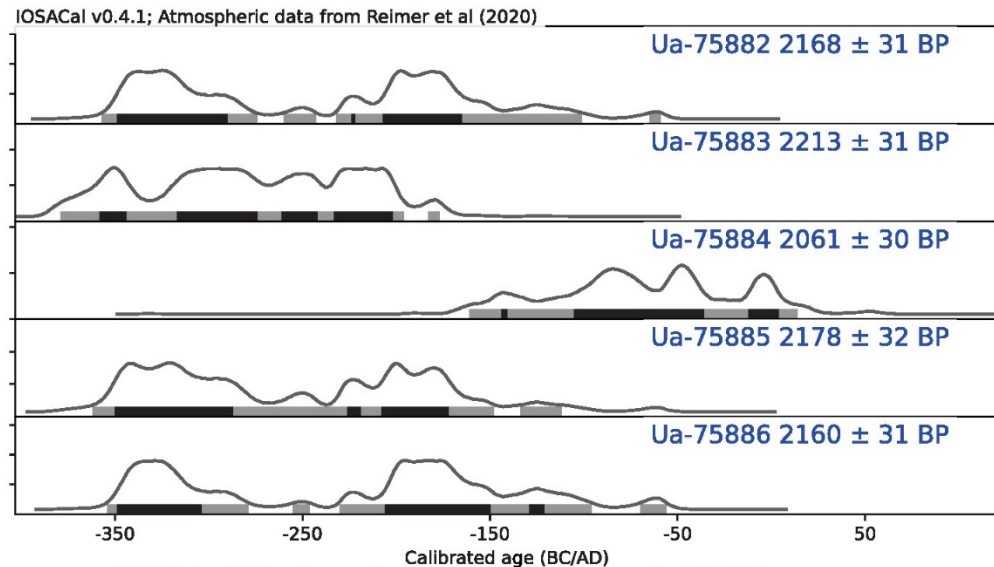 IOSACal v0.4.1; Atmospheric data from Reimer et al (2020)
Ua-75882 2168 ± 31 BP
Ua-75883 2213 ± 31 BP
Ua-75884 2061 ± 30 BP
Ua-75885 2178 ± 32 BP
Ua-75886 2160 ± 31 BP
-350 -250 -150 -50 50
Calibrated age (BC/AD)